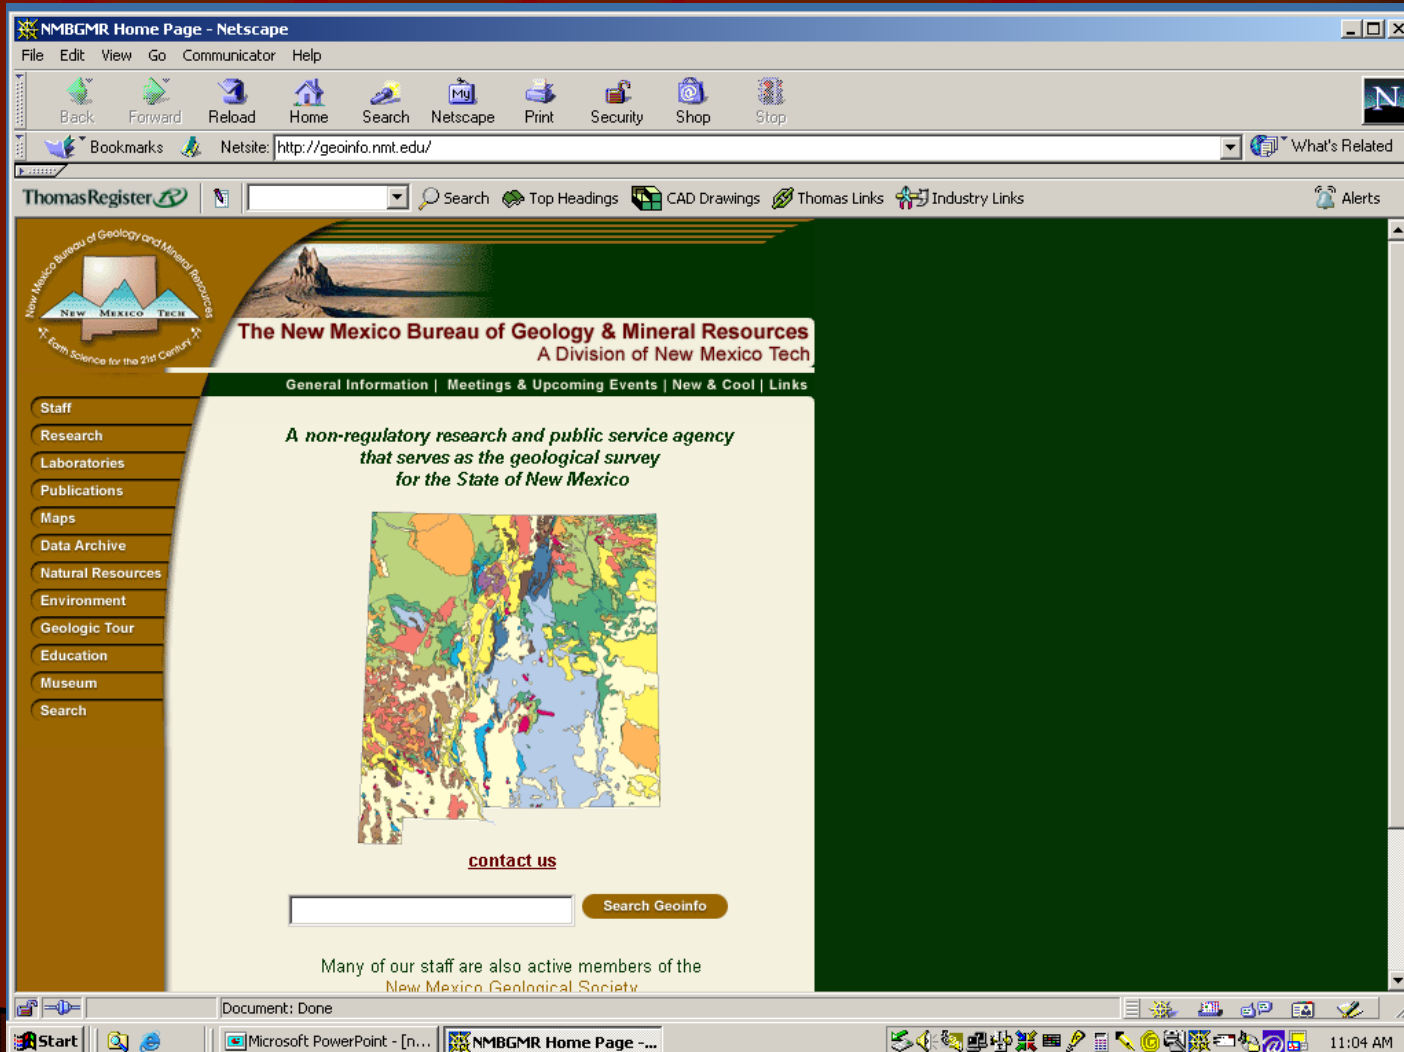 NMBGMR Home Page - Netscape
File Edit View Go Communicator Help
My
N
Back Forward Reload Home Search Netscape Print Security Shop Stop
Bookmarks Netsite: http://geoinfo.nmt.edu/ What's Related
ThomasRegister Search Top Headings CAD Drawings Thomas Links Industry Links Alerts
New Mexico Bureau of Geology and Mineral Resources
NEW MEXICO TECH
Earth Science for the 21st Century
The New Mexico Bureau of Geology & Mineral Resources
A Division of New Mexico Tech
General Information | Meetings & Upcoming Events | New & Cool | Links
Staff
Research
Laboratories
Publications
Maps
Data Archive
Natural Resources
Environment
Geologic Tour
Education
Museum
Search
A non-regulatory research and public service agency
that serves as the geological survey
for the State of New Mexico
contact us
Search Geoinfo
Many of our staff are also active members of the
New Mexico Geological Society
Document: Done
Start Microsoft PowerPoint - [n... NMBGMR Home Page -... 11:04 AM